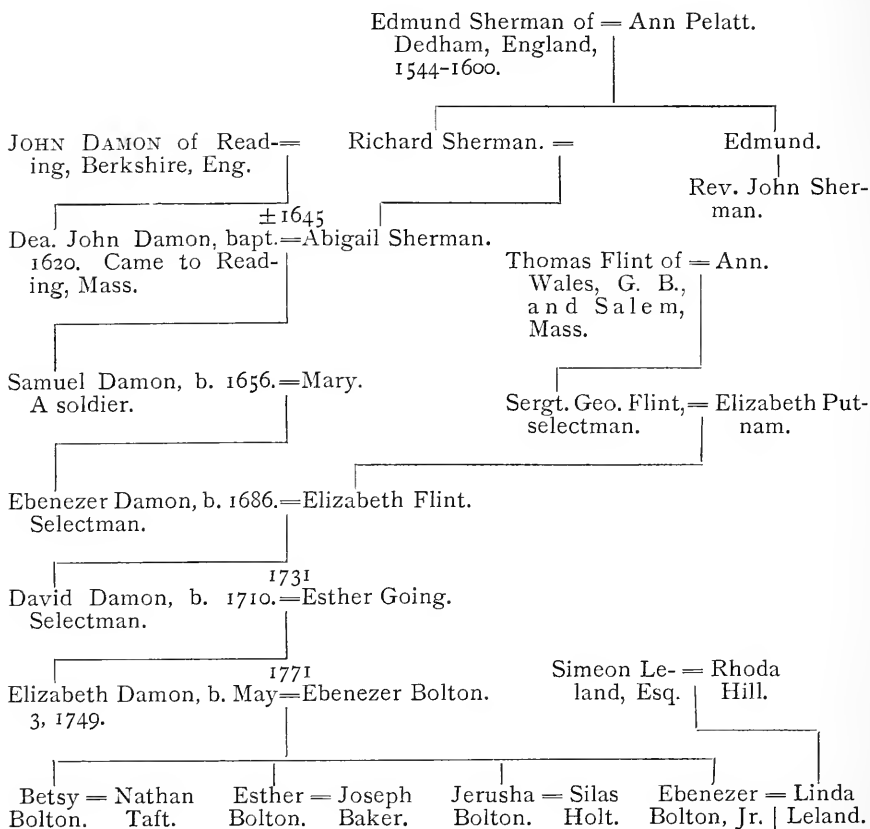 Edmund Sherman of = Ann Pelatt.
Dedham, England,
1544-1600.
JOHN DAMON of Read-=
ing, Berkshire, Eng.
Richard Sherman. =
Edmund.
Rev. John Sher-
man.
±1645
Dea. John Damon, bapt.=Abigail Sherman.
1620. Came to Read-
ing, Mass.
Thomas Flint of = Ann.
Wales, G. B.,
and Salem,
Mass.
Samuel Damon, b. 1656.=Mary.
A soldier.
Sergt. Geo. Flint,= Elizabeth Put-
selectman. nam.
Ebenezer Damon, b. 1686.=Elizabeth Flint.
Selectman.
1731
David Damon, b. 1710.=Esther Going.
Selectman.
1771
Elizabeth Damon, b. May=Ebenezer Bolton.
3, 1749.
Simeon Le- = Rhoda
land, Esq. Hill.
Betsy = Nathan
Bolton. Taft.
Esther = Joseph
Bolton. Baker.
Jerusha = Silas
Bolton. Holt.
Ebenezer = Linda
Bolton, Jr. | Leland.